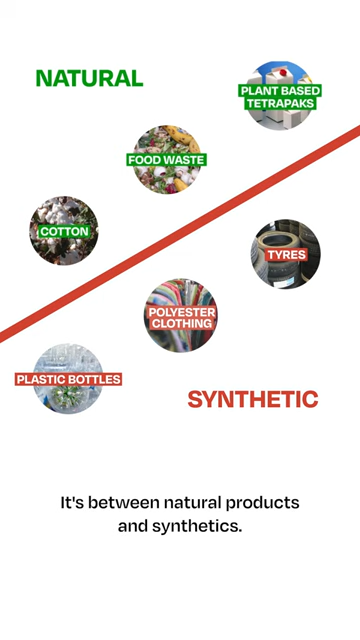 NATURAL
PLANT BASED
TETRAPAKS
FOOD WASTE
COTTON
TYRES
POLYESTER
CLOTHING
PLASTIC BOTTLES
SYNTHETIC
It's between natural products
and synthetics.